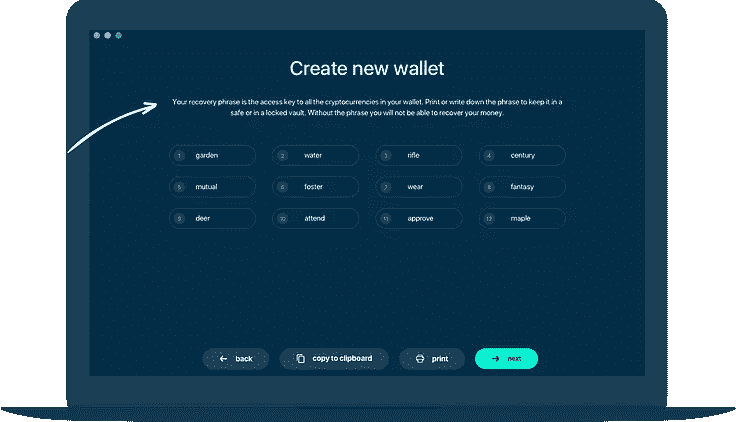 Create new wallet
Your recovery phrase is the access key to all the cryptocurrencies in your wallet. Print or write down the phrase to keep it in a
safe or in a locked vault. Without the phrase you will not be able to recover your money.
1 garden 2 water 3 rifle 4 century
5 mutual 6 foster 7 wear 8 fantasy
9 deer 10 attend 11 approve 12 maple
back copy to clipboard print next